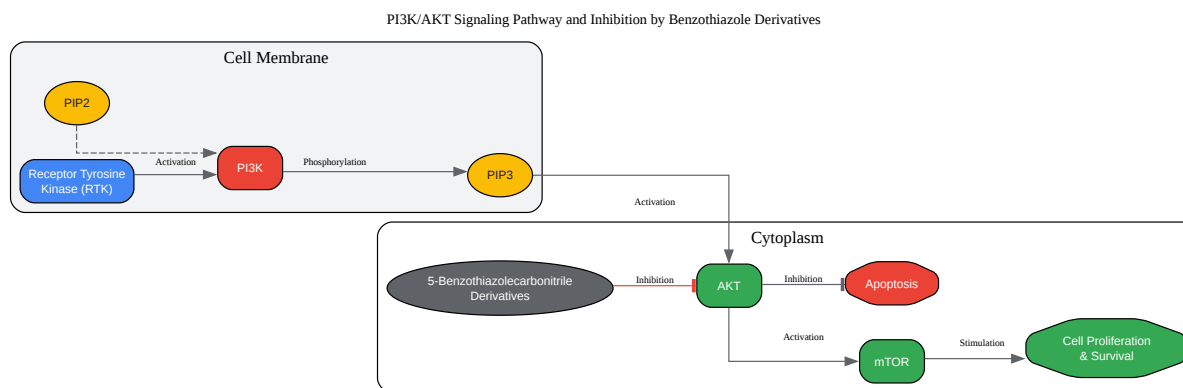 PI3K/AKT Signaling Pathway and Inhibition by Benzothiazole Derivatives
Cell Membrane
PIP2
Receptor Tyrosine
Kinase (RTK)
Activation
PI3K
Phosphorylation
PIP3
Activation
Cytoplasm
5-Benzothiazolecarbonitrile
Derivatives
Inhibition
AKT
Inhibition
Apoptosis
Activation
mTOR
Stimulation
Cell Proliferation
& Survival